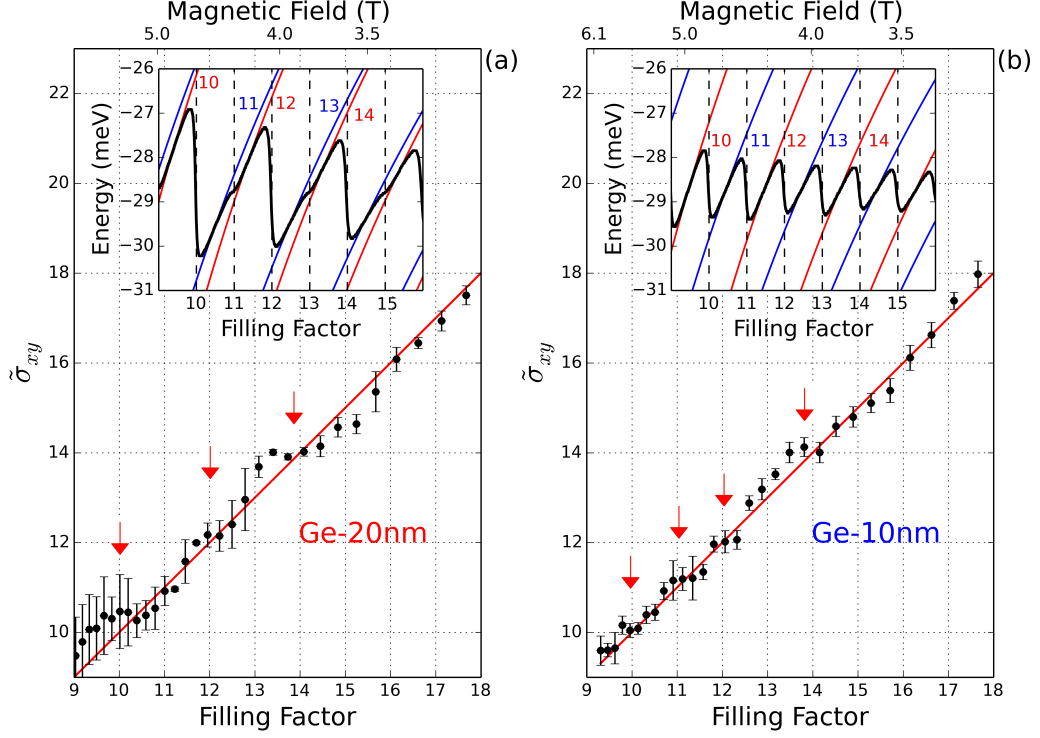 Magnetic Field (T)
5.0 4.0 3.5
(a)
22
20
18
16
14
12
10
σ̃xy
−26
−27
−28
−29
−30
−31
Energy (meV)
10 11 12 13 14
10 11 12 13 14 15
Filling Factor
Ge-20nm
9 10 11 12 13 14 15 16 17 18
Filling Factor
Magnetic Field (T)
6.1 5.0 4.0 3.5
(b)
22
20
18
16
14
12
10
σ̃xy
−26
−27
−28
−29
−30
−31
Energy (meV)
10 11 12 13 14
10 11 12 13 14 15
Filling Factor
Ge-10nm
9 10 11 12 13 14 15 16 17 18
Filling Factor